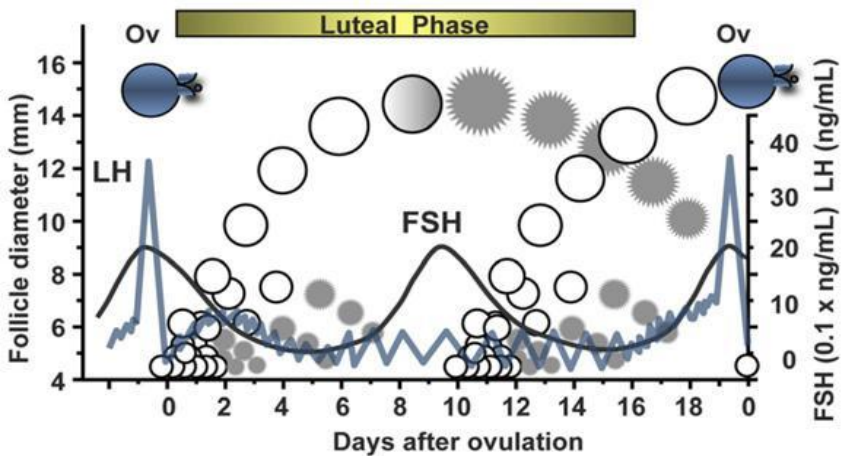 Luteal Phase
Ov
Ov
16
14
12
10
8
6
4
Follicle diameter (mm)
LH
FSH
40
30
20
10
0
FSH (0.1 x ng/mL) LH (ng/mL)
0 2 4 6 8 10 12 14 16 18 0
Days after ovulation